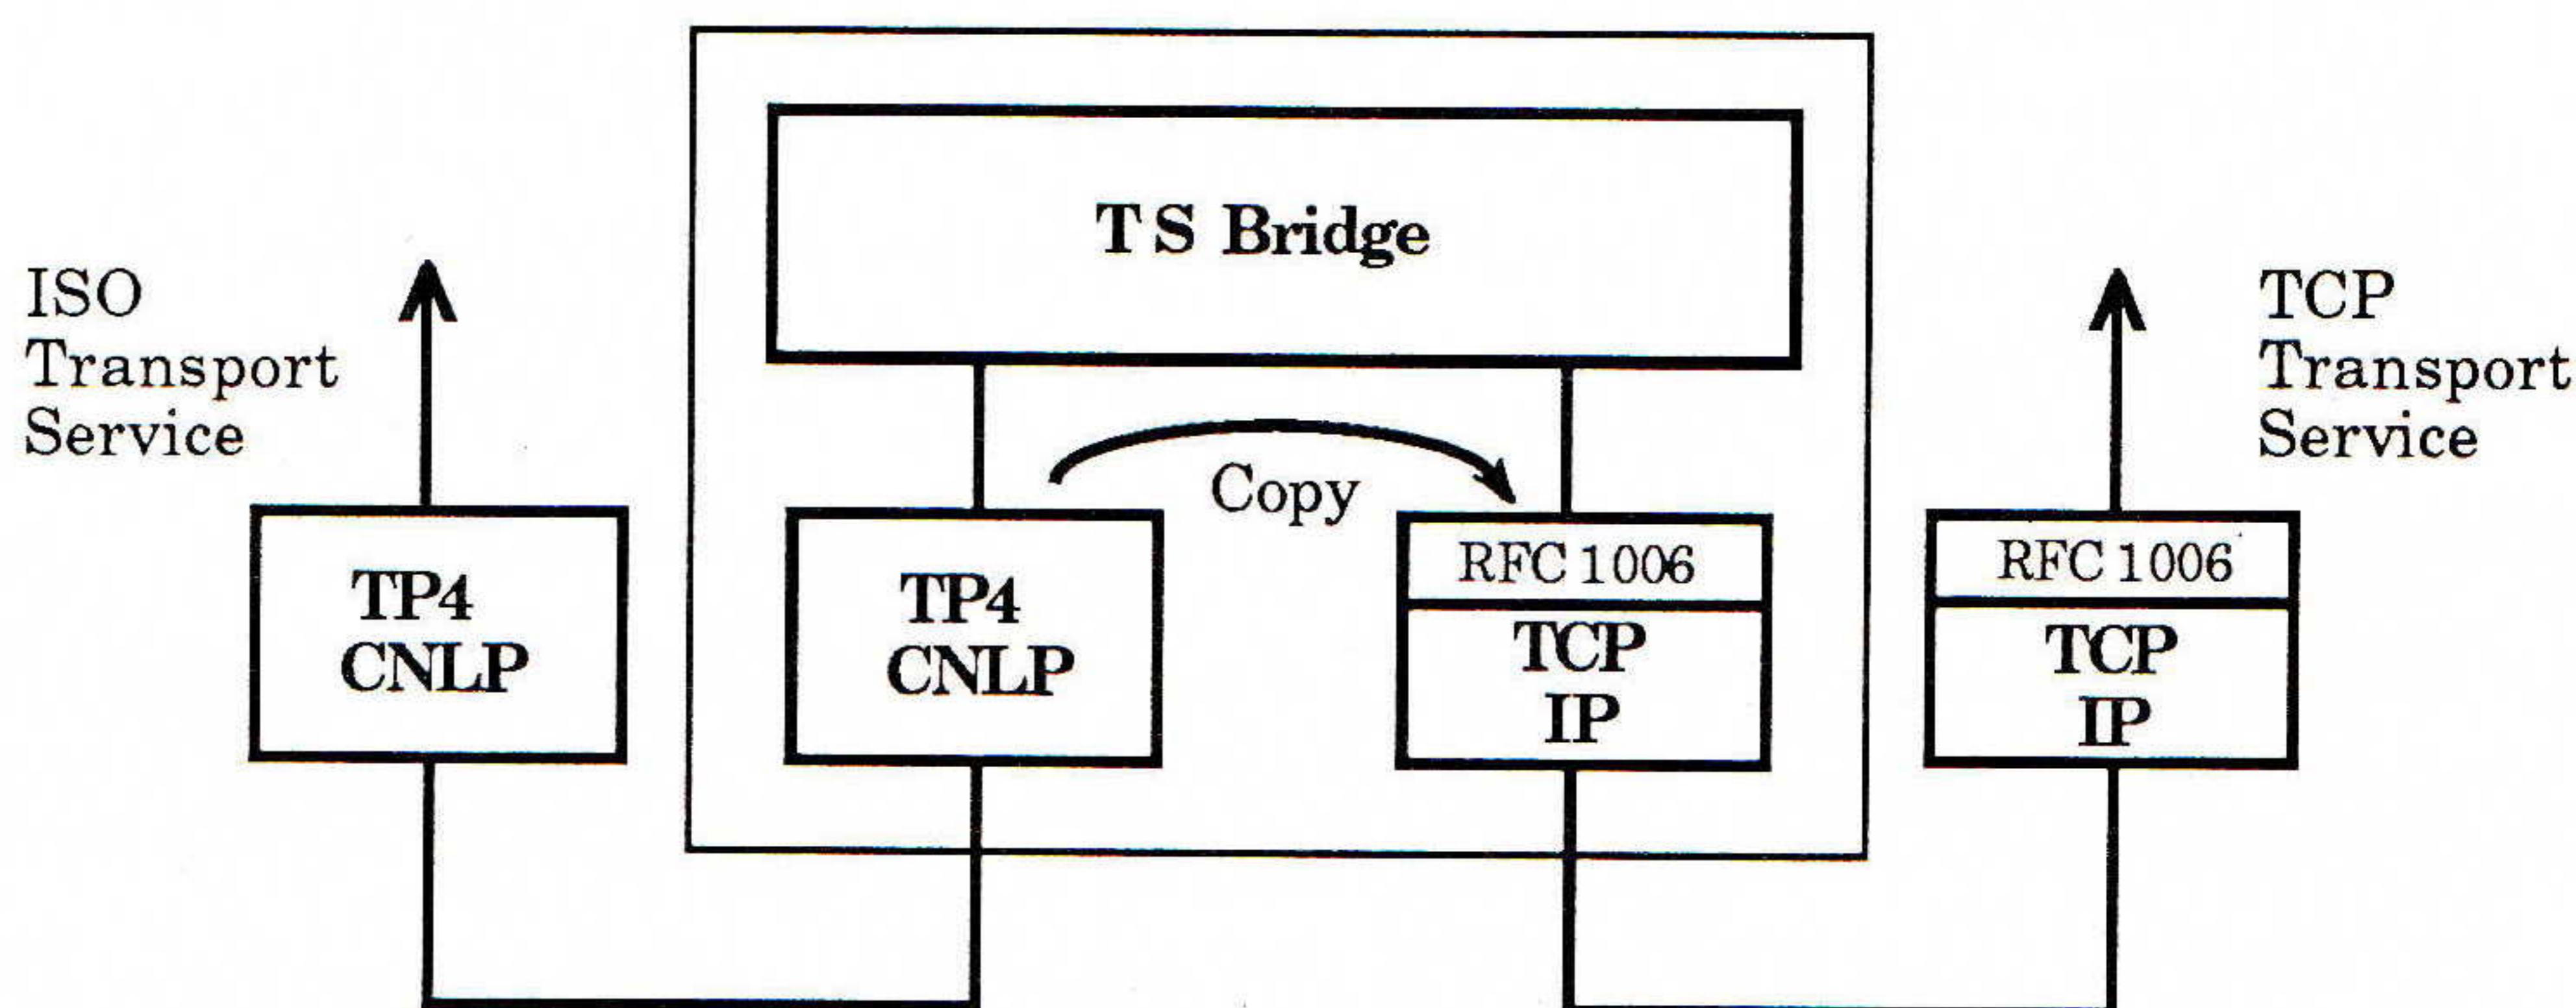 TS Bridge
ISO
Transport
Service
TCP
Transport
Service
Copy
TP4
CNLP
TP4
CNLP
RFC 1006
TCP
IP
RFC 1006
TCP
IP